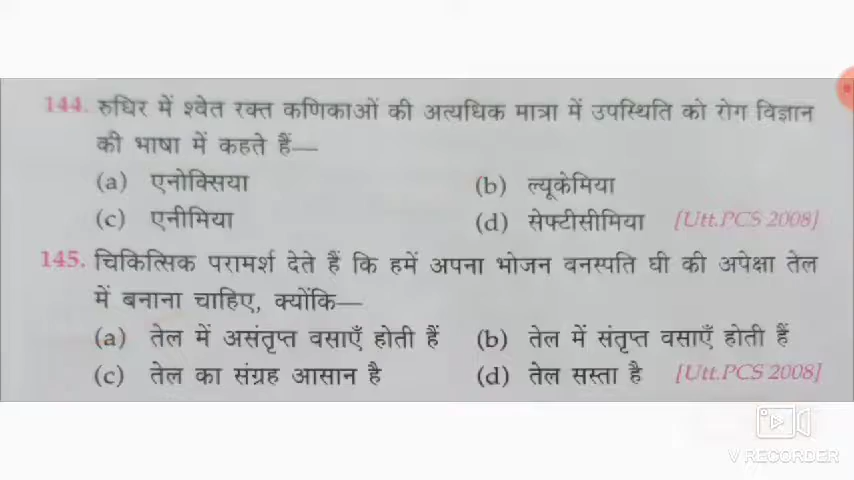 144. रुधिर में श्वेत रक्त कणिकाओं की अत्यधिक मात्रा में उपस्थिति को रोग विज्ञान
की भाषा में कहते हैं—
(a) एनोक्सिया (b) ल्यूकेमिया
(c) एनीमिया (d) सेप्टीसीमिया [Utt.PCS 2008]
145. चिकित्सिक परामर्श देते हैं कि हमें अपना भोजन वनस्पति घी की अपेक्षा तेल
में बनाना चाहिए, क्योंकि—
(a) तेल में असंतृप्त वसाएँ होती हैं (b) तेल में संतृप्त वसाएँ होती हैं
(c) तेल का संग्रह आसान है (d) तेल सस्ता है [Utt.PCS 2008]
V RECORDER